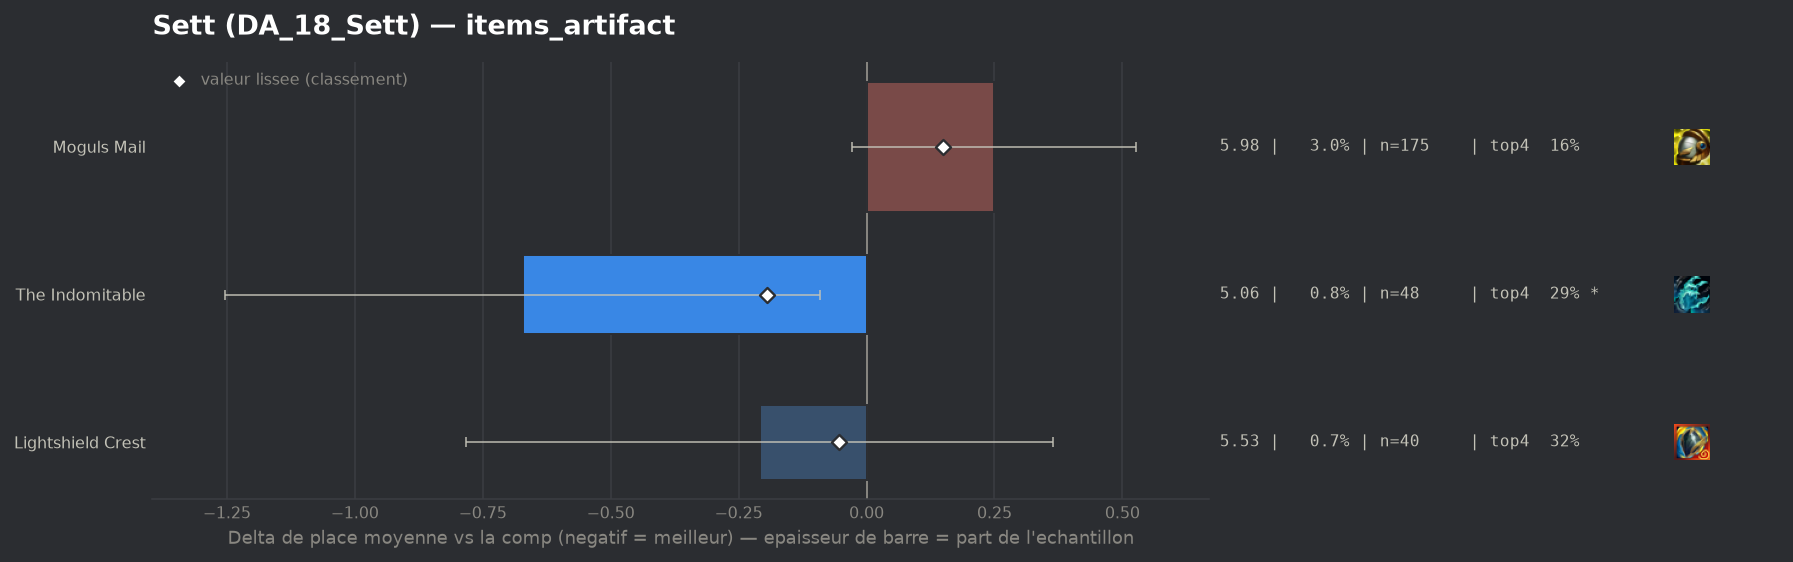 Sett (DA_18_Sett) — items_artifact
valeur lissee (classement)
Moguls Mail
5.98 | 3.0% | n=175 | top4 16%
The Indomitable
5.06 | 0.8% | n=48 | top4 29% *
Lightshield Crest
5.53 | 0.7% | n=40 | top4 32%
−1.25 −1.00 −0.75 −0.50 −0.25 0.00 0.25 0.50
Delta de place moyenne vs la comp (negatif = meilleur) — epaisseur de barre = part de l'echantillon